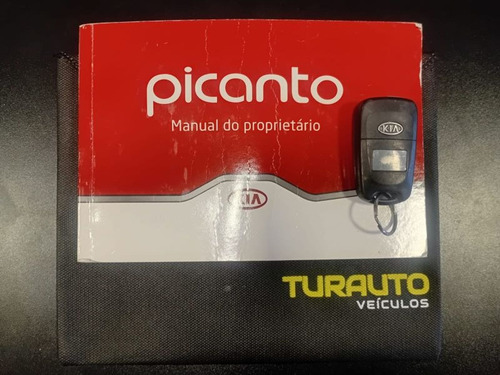 picanto
Manual do proprietário
KIA
KIA
TURAUTO
VEÍCULOS